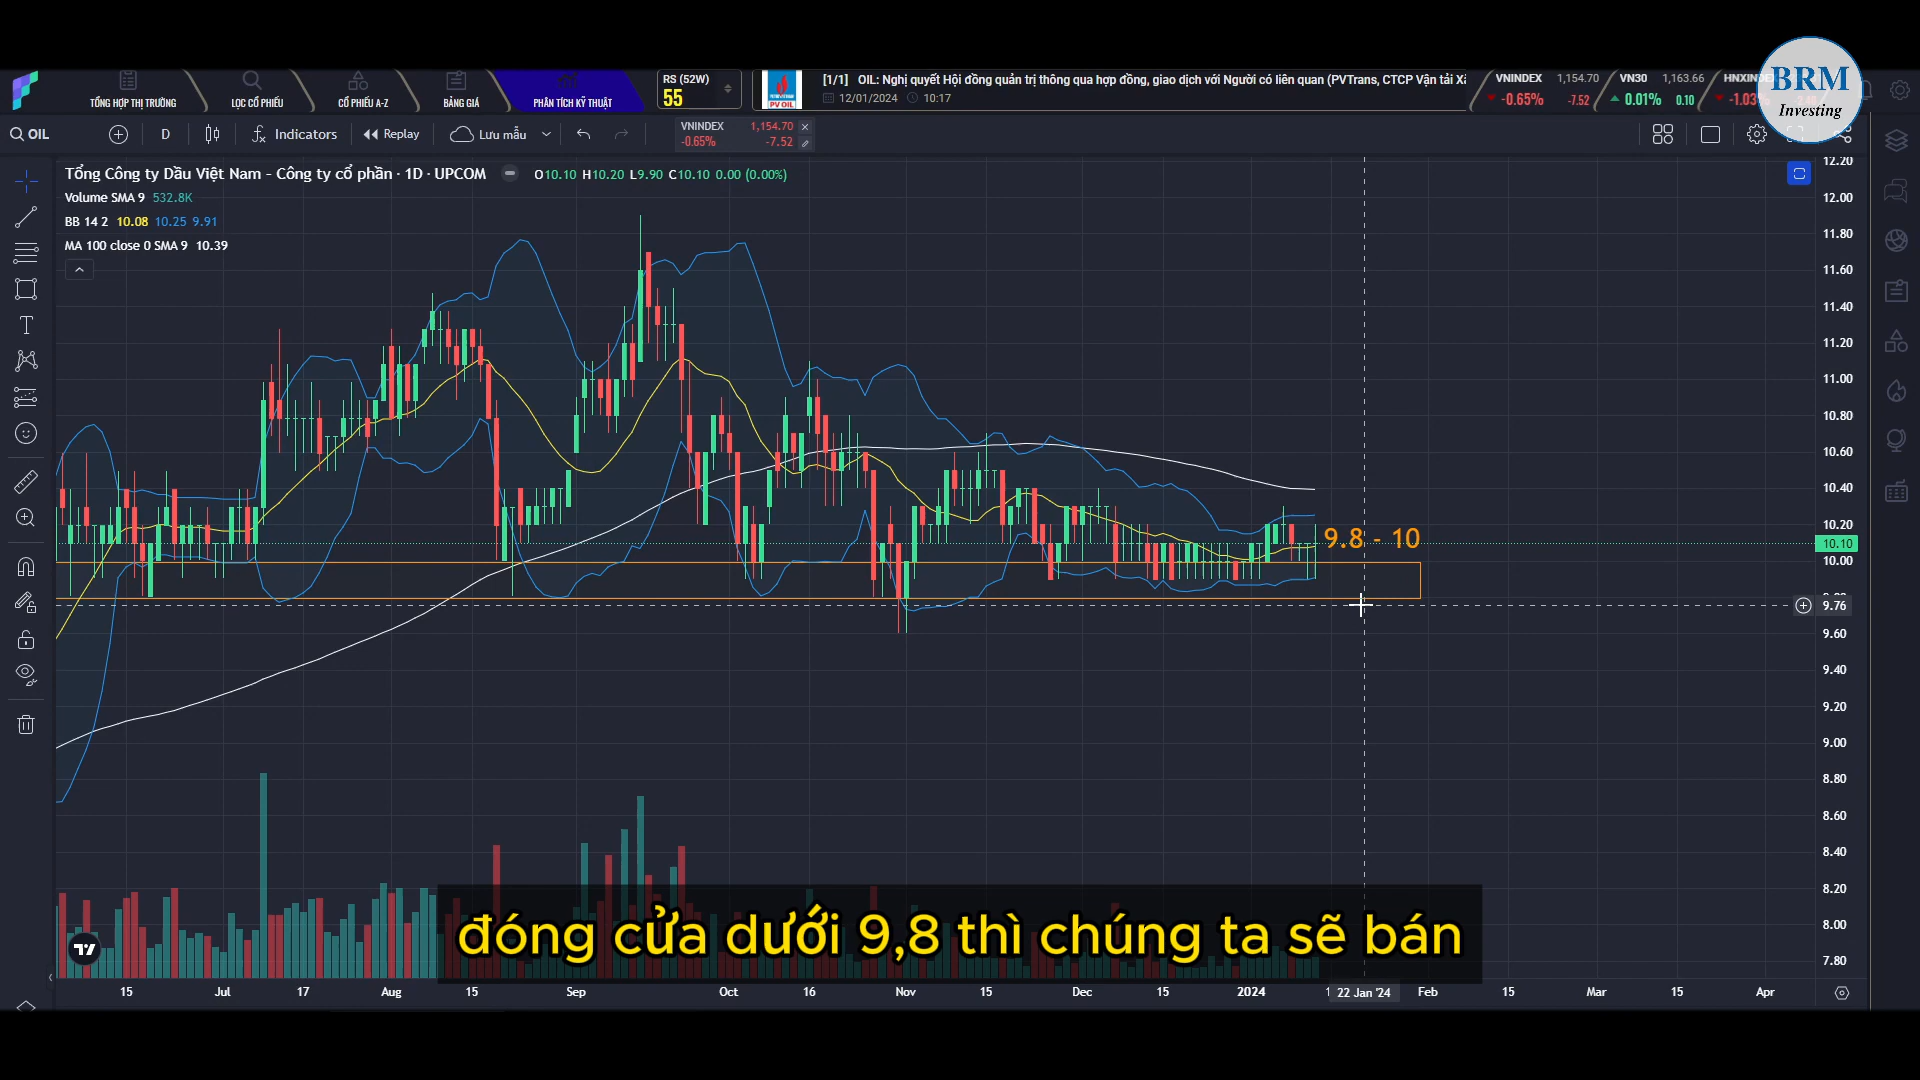 BRM
Investing
TỔNG HỢP THỊ TRƯỜNG
LỌC CỔ PHIẾU
CỔ PHIẾU A-Z
BẢNG GIÁ
PHÂN TÍCH KỸ THUẬT
RS (52W)
55
PV OIL
[1/1] OIL: Nghị quyết Hội đồng quản trị thông qua hợp đồng, giao dịch với Người có liên quan (PVTrans, CTCP Vận tải Xă
12/01/2024 10:17
VNINDEX 1,154.70
-0.65% -7.52
VN30 1,163.66
0.01% 0.10
HNXINDEX
-1.03%
OIL
D
Indicators
Replay
Lưu mẫu
VNINDEX 1,154.70
-0.65% -7.52
Tổng Công ty Dầu Việt Nam - Công ty cổ phần · 1D · UPCOM O10.10 H10.20 L9.90 C10.10 0.00 (0.00%)
Volume SMA 9 532.8K
BB 14 2 10.08 10.25 9.91
MA 100 close 0 SMA 9 10.39
9.8 - 10
12.20
12.00
11.80
11.60
11.40
11.20
11.00
10.80
10.60
10.40
10.20
10.10
10.00
9.76
9.60
9.40
9.20
9.00
8.80
8.60
8.40
8.20
8.00
7.80
đóng cửa dưới 9,8 thì chúng ta sẽ bán
15 Jul 17 Aug 15 Sep Oct 16 Nov 15 Dec 15 2024 22 Jan '24 Feb 15 Mar 15 Apr